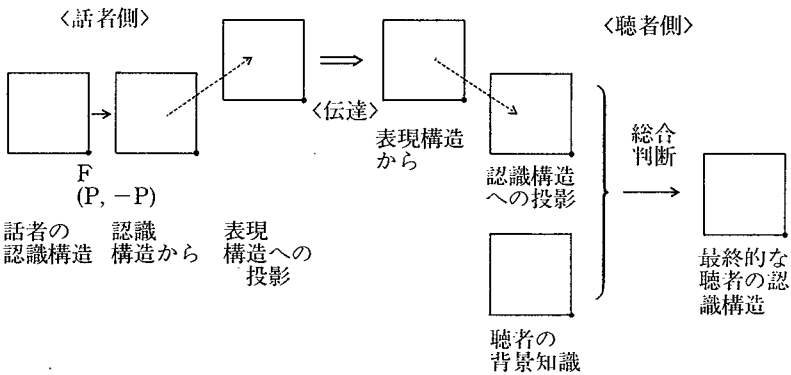 〈話者側〉
〈聴者側〉
F
(P, −P)
話者の
認識構造
認識
構造から
表現
構造への
投影
〈伝達〉
表現構造
から
認識構造
への投影
聴者の
背景知識
総合
判断
最終的な
聴者の認
識構造